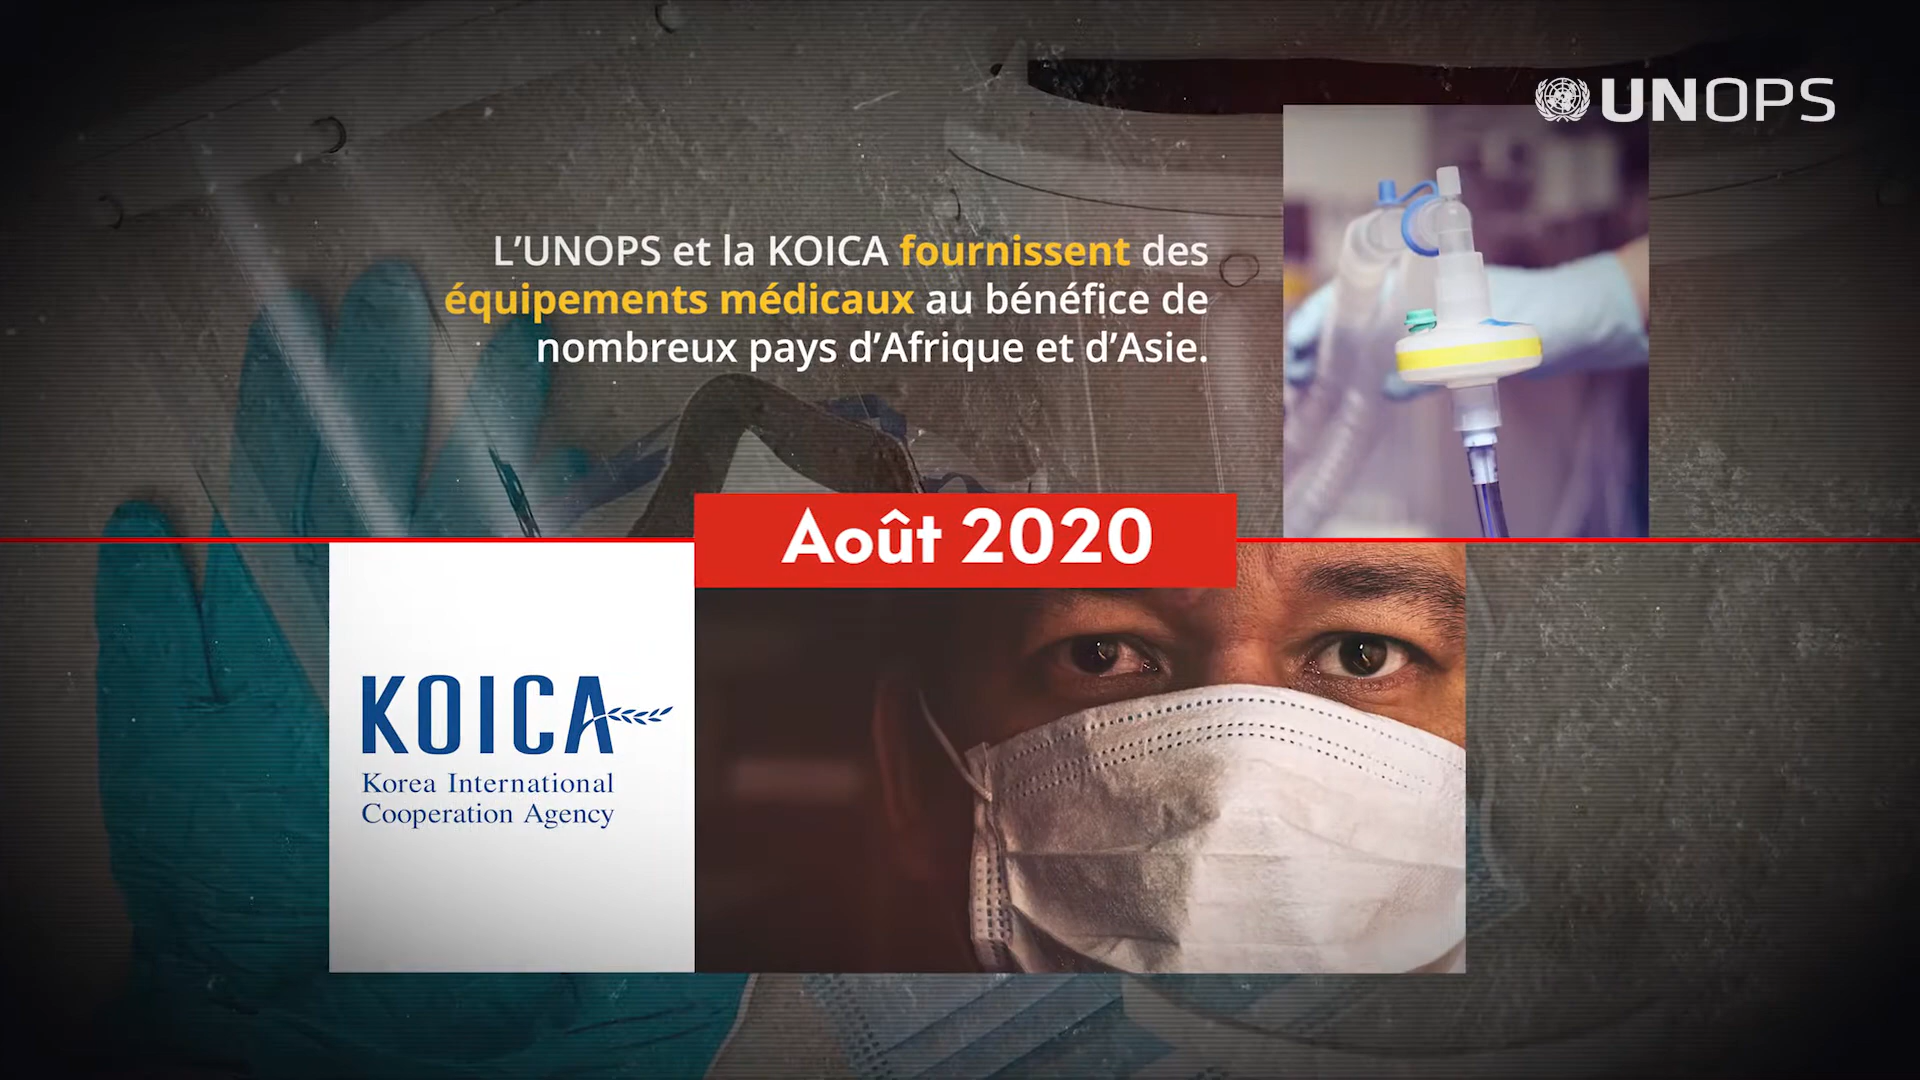 UNOPS
L’UNOPS et la KOICA fournissent des
équipements médicaux au bénéfice de
nombreux pays d’Afrique et d’Asie.
Août 2020
KOICA
Korea International
Cooperation Agency